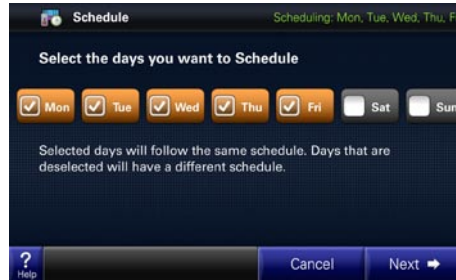 Schedule
Scheduling: Mon, Tue, Wed, Thu, F
Select the days you want to Schedule
Mon Tue Wed Thu Fri Sat Sun
Selected days will follow the same schedule. Days that are
deselected will have a different schedule.
?
Help
Cancel Next